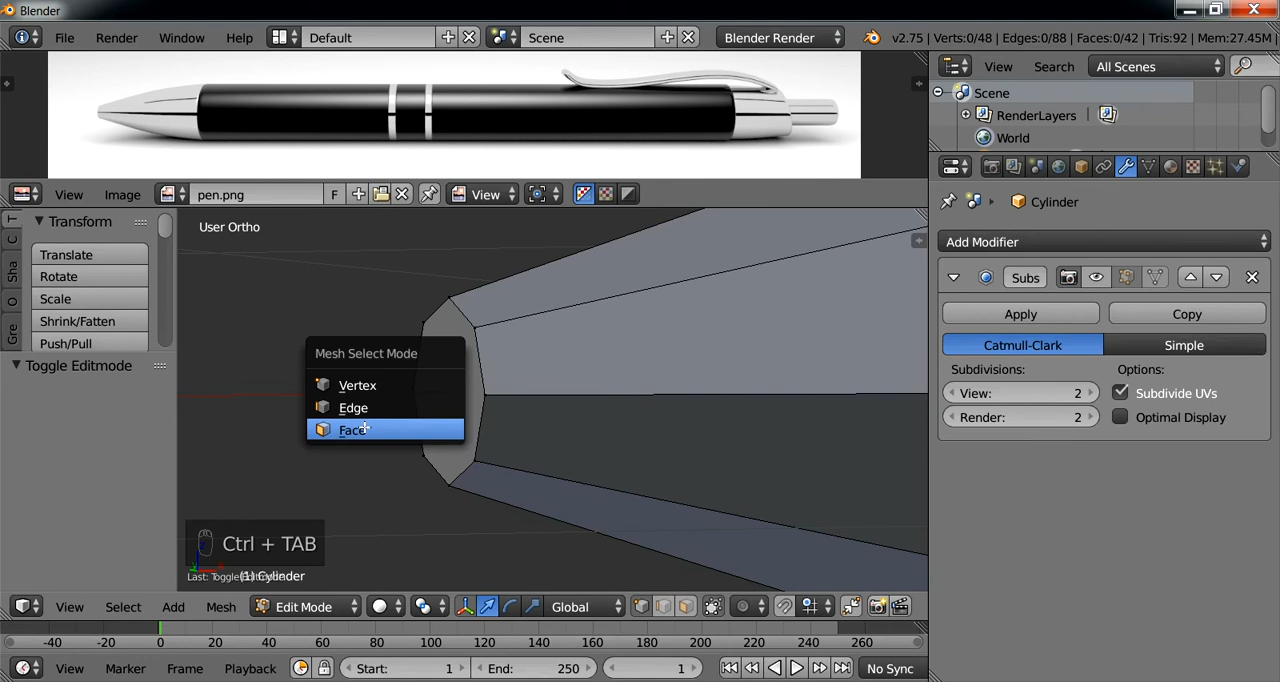 Blender
File Render Window Help Default Scene Blender Render v2.75 | Verts:0/48 | Edges:0/88 | Faces:0/42 | Tris:92 | Mem:27.45M |
View Search All Scenes
Scene
RenderLayers |
World
View Image pen.png F View
Cylinder
T
C
Sha
O
Gre
Transform
Translate
Rotate
Scale
Shrink/Fatten
Push/Pull
Toggle Editmode
User Ortho
Mesh Select Mode
Vertex
Edge
Face
Ctrl + TAB
(1) Cylinder
Add Modifier
Subs
Apply Copy
Catmull-Clark Simple
Subdivisions: Options:
View: 2 Subdivide UVs
Render: 2 Optimal Display
View Select Add Mesh Edit Mode Global
-40 -20 0 20 40 60 80 100 120 140 160 180 200 220 240 260
View Marker Frame Playback Start: 1 End: 250 1 No Sync